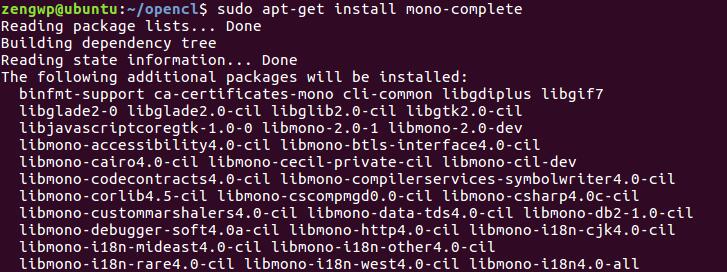 zengwp@ubuntu:~/opencl$ sudo apt-get install mono-complete
Reading package lists... Done
Building dependency tree
Reading state information... Done
The following additional packages will be installed:
  binfmt-support ca-certificates-mono cli-common libgdiplus libgif7
  libglade2-0 libglade2.0-cil libglib2.0-cil libgtk2.0-cil
  libjavascriptcoregtk-1.0-0 libmono-2.0-1 libmono-2.0-dev
  libmono-accessibility4.0-cil libmono-btls-interface4.0-cil
  libmono-cairo4.0-cil libmono-cecil-private-cil libmono-cil-dev
  libmono-codecontracts4.0-cil libmono-compilerservices-symbolwriter4.0-cil
  libmono-corlib4.5-cil libmono-cscompmgd0.0-cil libmono-csharp4.0c-cil
  libmono-custommarshalers4.0-cil libmono-data-tds4.0-cil libmono-db2-1.0-cil
  libmono-debugger-soft4.0a-cil libmono-http4.0-cil libmono-i18n-cjk4.0-cil
  libmono-i18n-mideast4.0-cil libmono-i18n-other4.0-cil
  libmono-i18n-rare4.0-cil libmono-i18n-west4.0-cil libmono-i18n4.0-all